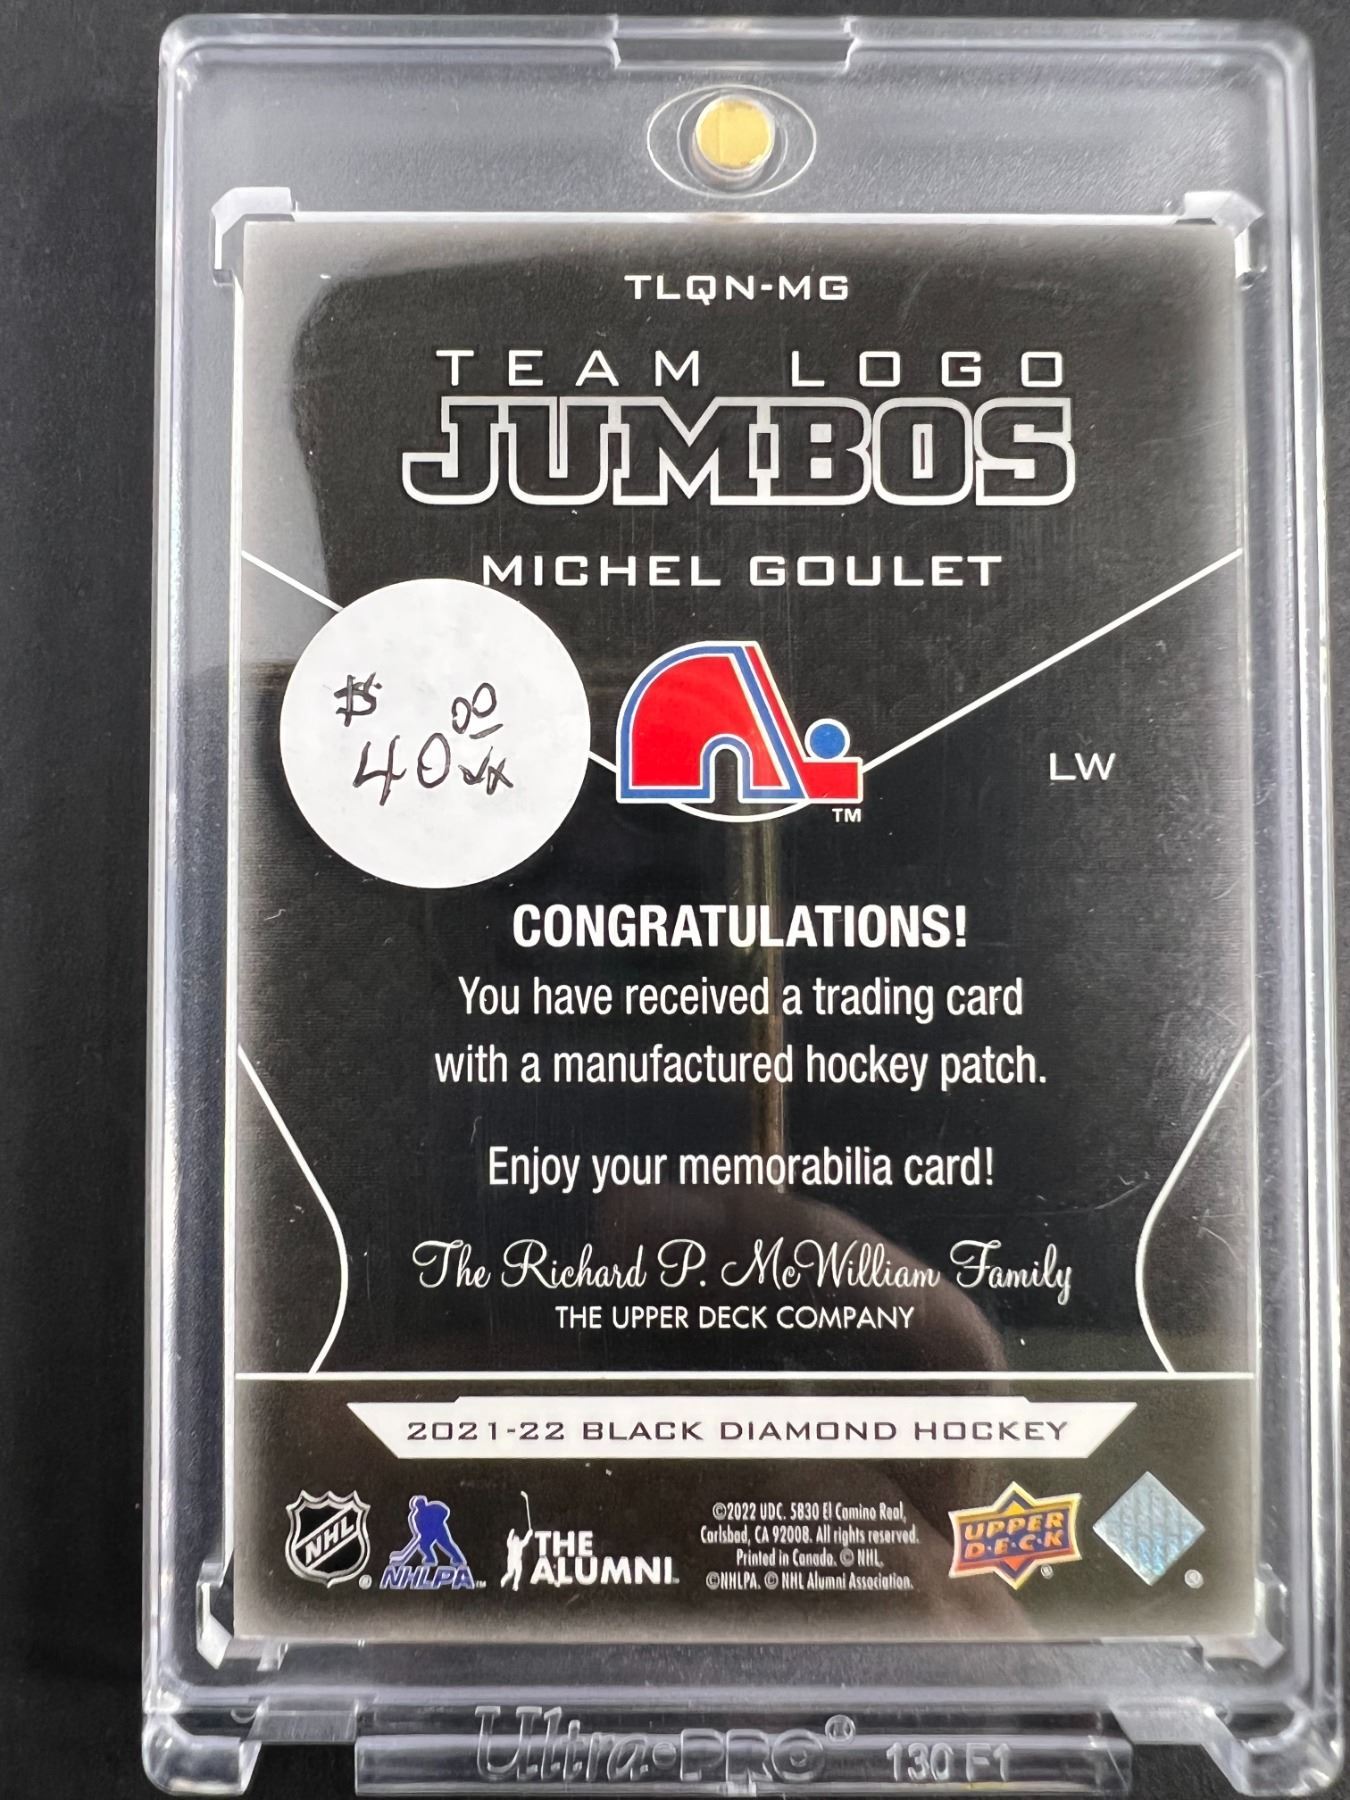 TLQN-MG
TEAM LOGO
JUMBOS
MICHEL GOULET
$ 40.00
TM
LW
CONGRATULATIONS!
You have received a trading card
with a manufactured hockey patch.
Enjoy your memorabilia card!
The Richard P. McWilliam Family
THE UPPER DECK COMPANY
2021-22 BLACK DIAMOND HOCKEY
NHL
NHLPA
THE
ALUMNI
©2022 UDC. 5830 El Camino Real,
Carlsbad, CA 92008. All rights reserved.
Printed in Canada. © NHL.
©NHLPA. © NHL Alumni Association.
UPPER
D·E·C·K
Ultra·PRO® 130 F1